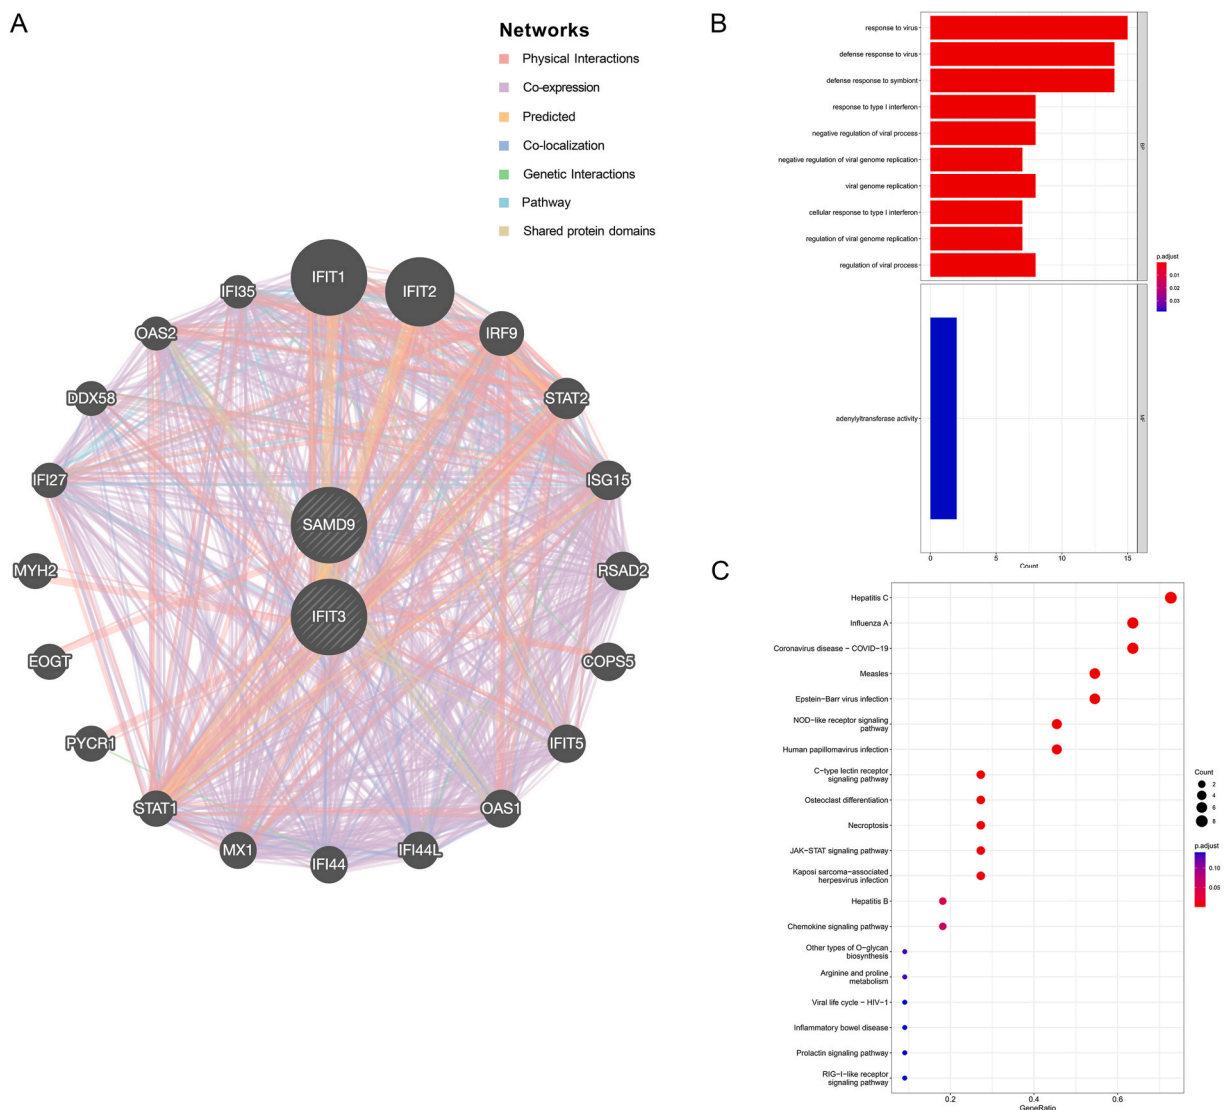 A
Networks
Physical Interactions
Co-expression
Predicted
Co-localization
Genetic Interactions
Pathway
Shared protein domains
IFIT1
IFIT2
IFI35
IRF9
OAS2
STAT2
DDX58
IFI27
ISG15
SAMD9
MYH2
RSAD2
IFIT3
EOGT
COPS5
PYCR1
IFIT5
STAT1
OAS1
MX1
IFI44
IFI44L
B
response to virus
defense response to virus
defense response to symbiont
response to type I interferon
negative regulation of viral process
negative regulation of viral genome replication
viral genome replication
cellular response to type I interferon
regulation of viral genome replication
regulation of viral process
BP
adenylyltransferase activity
MF
0
5
10
15
Count
p.adjust
0.01
0.02
0.03
C
Hepatitis C
Influenza A
Coronavirus disease − COVID−19
Measles
Epstein−Barr virus infection
NOD−like receptor signaling
pathway
Human papillomavirus infection
C−type lectin receptor
signaling pathway
Osteoclast differentiation
Necroptosis
JAK−STAT signaling pathway
Kaposi sarcoma−associated
herpesvirus infection
Hepatitis B
Chemokine signaling pathway
Other types of O−glycan
biosynthesis
Arginine and proline
metabolism
Viral life cycle − HIV−1
Inflammatory bowel disease
Prolactin signaling pathway
RIG−I−like receptor
signaling pathway
0.2
0.4
0.6
GeneRatio
Count
2
4
6
8
p.adjust
0.10
0.05